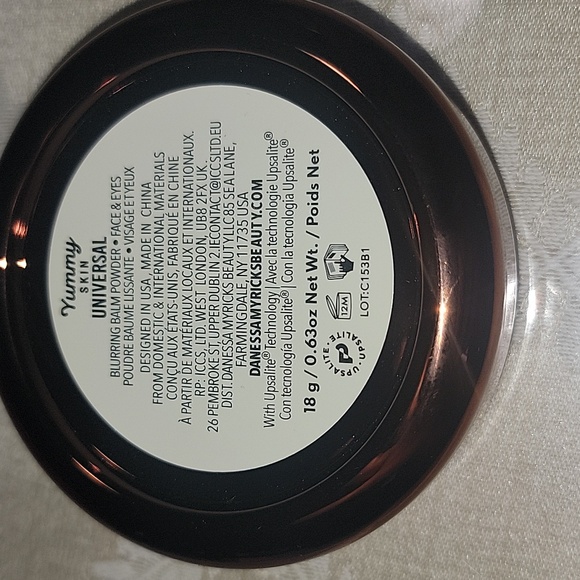 Yummy
SKIN
UNIVERSAL
BLURRING BALM POWDER • FACE & EYES
POUDRE BAUME LISSANTE • VISAGE ET YEUX
DESIGNED IN USA, MADE IN CHINA
FROM DOMESTIC & INTERNATIONAL MATERIALS
CONÇU AUX ÉTATS-UNIS, FABRIQUÉ EN CHINE
À PARTIR DE MATÉRIAUX LOCAUX ET INTERNATIONAUX.
RP: ICCS, LTD. WEST LONDON, UB8 2FX UK.
26 PEMBROKE ST. UPPER DUBLIN 2.IECONTACT@ICCSLTD.EU
DIST. DANESSA MYRICKS BEAUTY LLC 85 SEA LANE,
FARMINGDALE, NY 11735 USA
DANESSAMYRICKSBEAUTY.COM
With Upsalite® Technology | Avec la technologie Upsalite®
Con tecnologia Upsalite® | Con la tecnologia Upsalite®
18 g / 0.63oz Net Wt. / Poids Net
UPSALITE • UPSALITE •
12M
LOT:C153B1